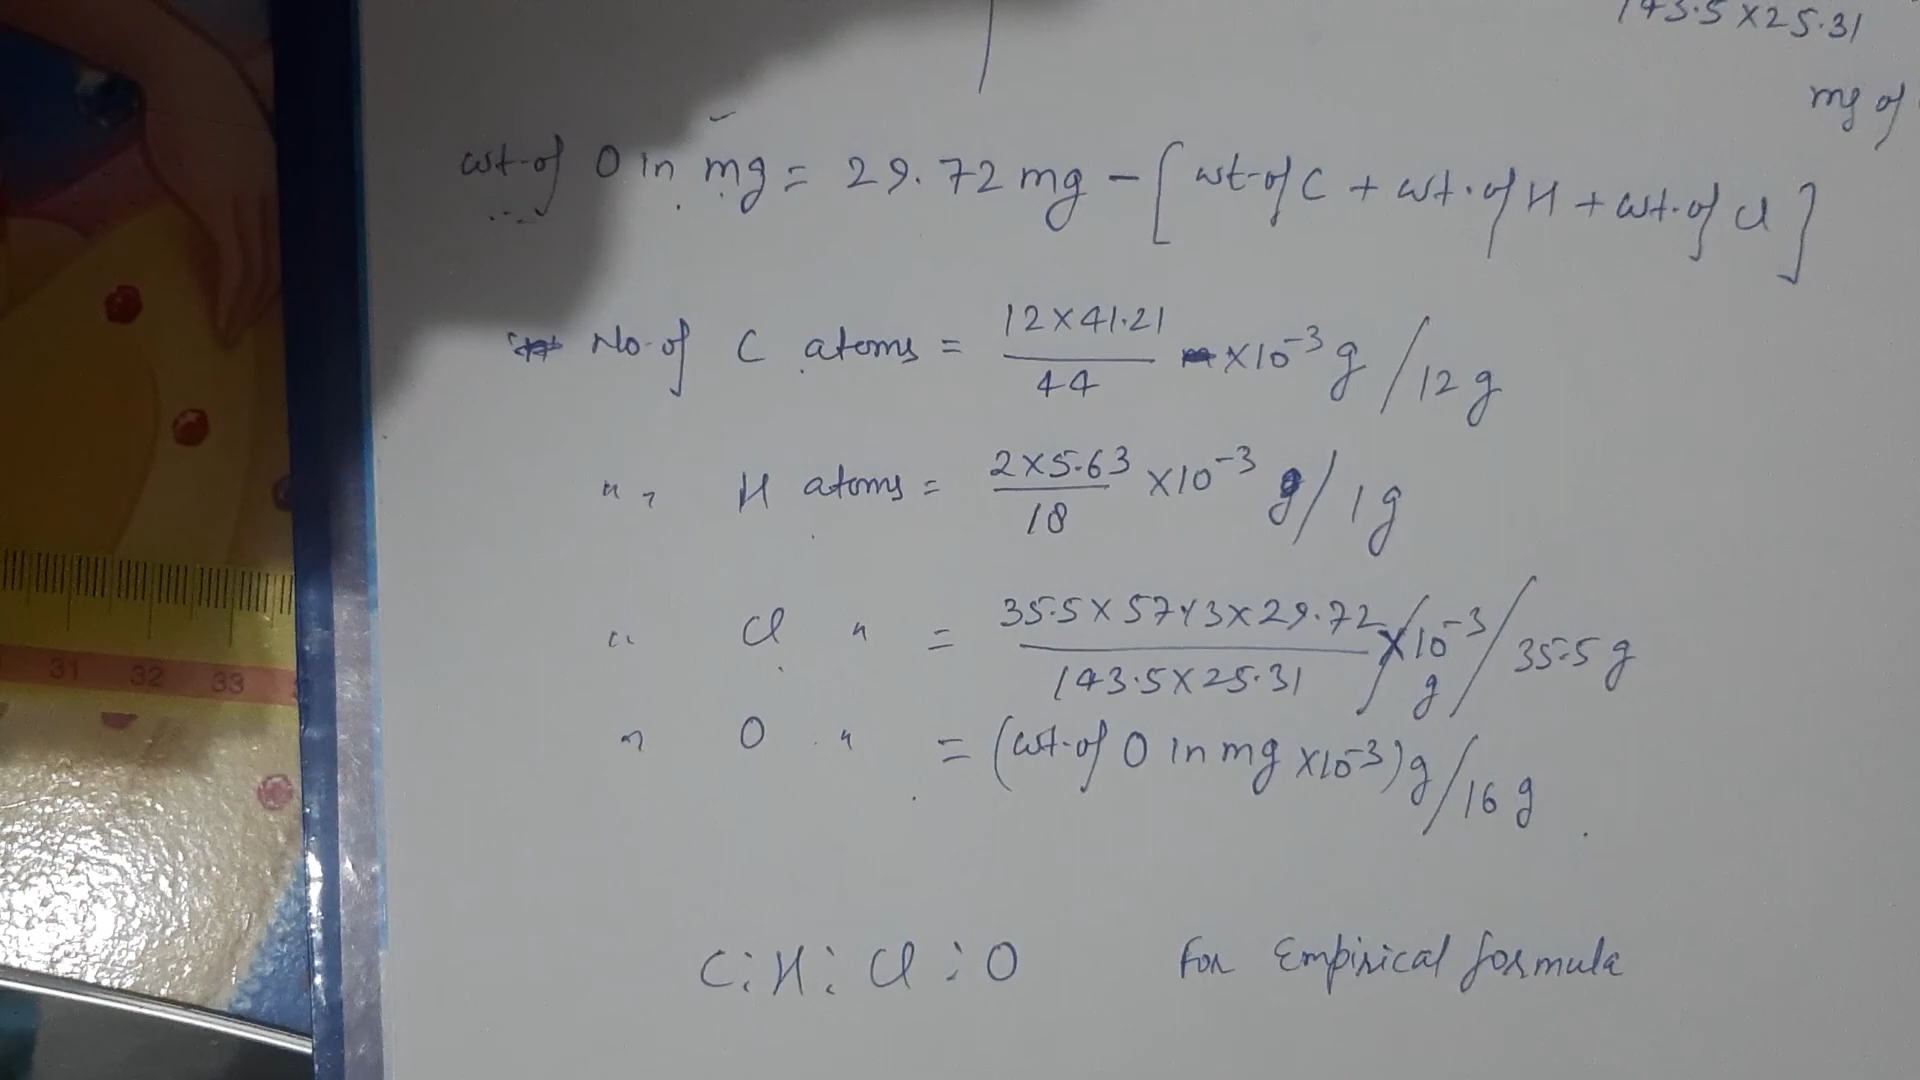 143.5×25.31
mg of
wt-of O in mg = 29.72 mg - [wt-of C + wt. of H + wt. of Cl]
No-of C atoms = 12×41.21/44 ×10⁻³ g / 12 g
" , H atoms = 2×5.63/18 ×10⁻³ g / 1g
" Cl " = 35.5×57.43×29.72/143.5×25.31 ×10⁻³ g / 35.5 g
" O " = (wt-of O in mg ×10⁻³) g / 16 g
C : H : Cl : O For Empirical formula
31 32 33